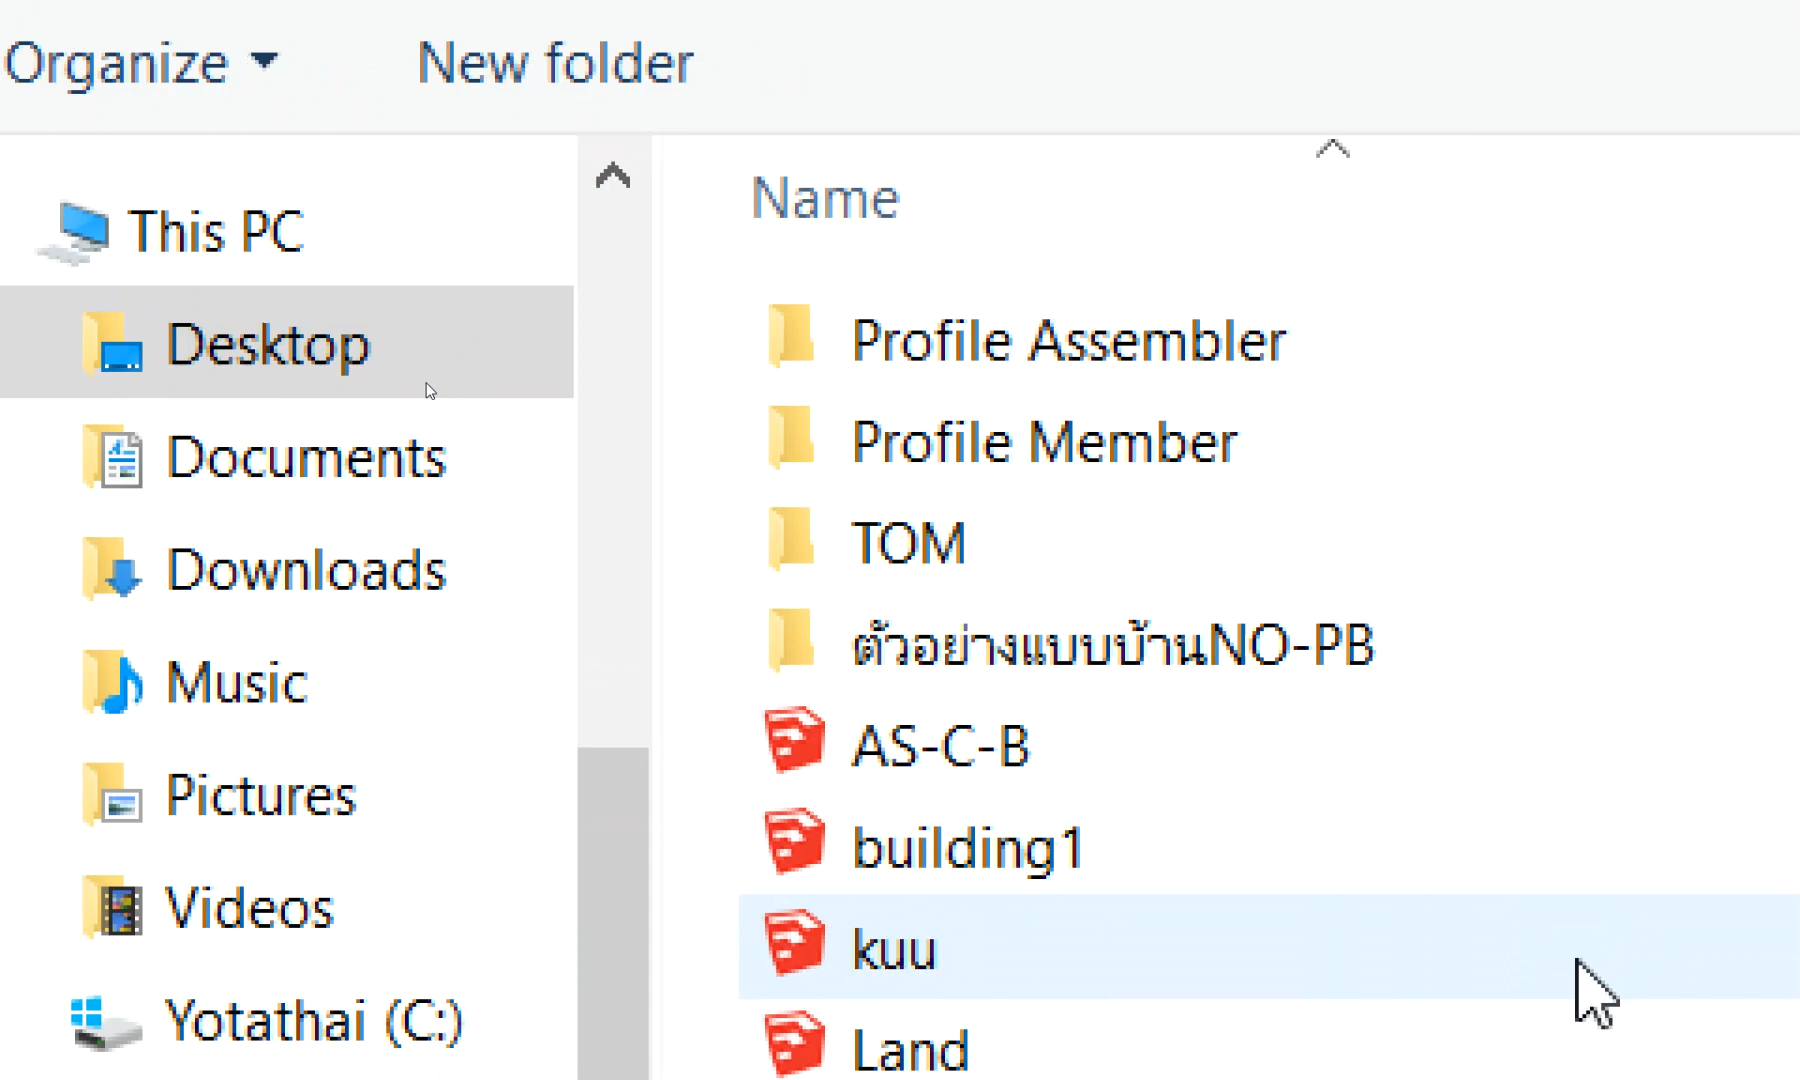 Organize New folder
This PC
Desktop
Documents
Downloads
Music
Pictures
Videos
Yotathai (C:)
Name
Profile Assembler
Profile Member
TOM
ตัวอย่างแบบบ้านNO-PB
AS-C-B
building1
kuu
Land